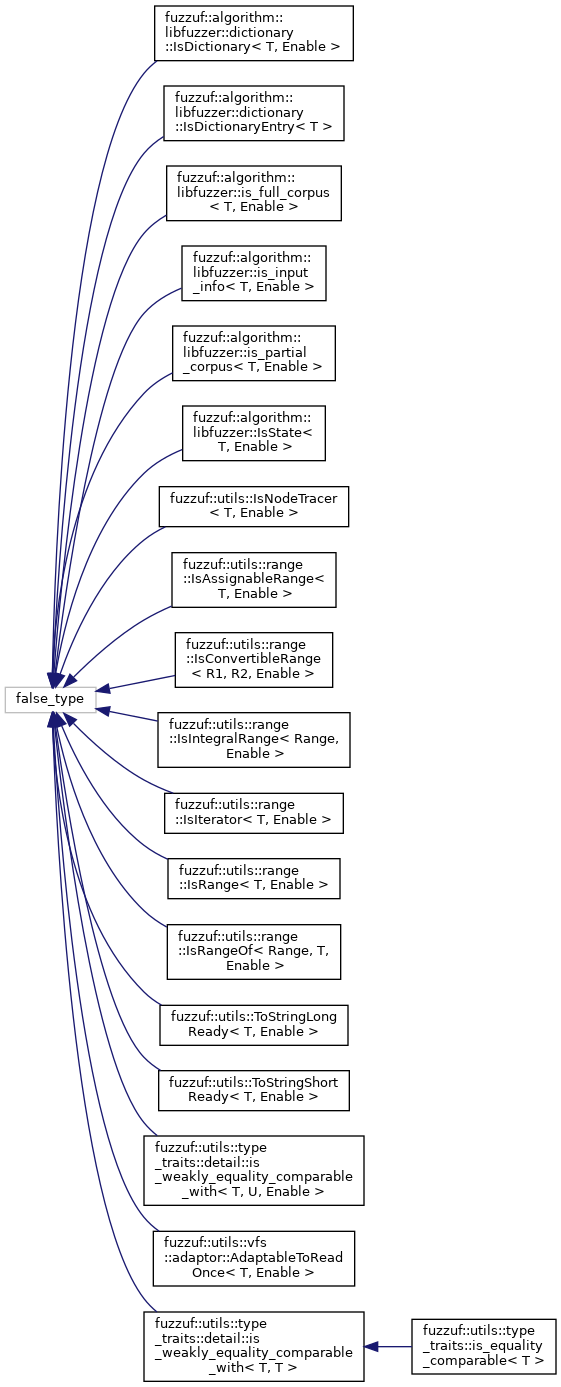 fuzzuf::algorithm::
libfuzzer::dictionary
::IsDictionary< T, Enable >
fuzzuf::algorithm::
libfuzzer::dictionary
::IsDictionaryEntry< T >
fuzzuf::algorithm::
libfuzzer::is_full_corpus
< T, Enable >
fuzzuf::algorithm::
libfuzzer::is_input
_info< T, Enable >
fuzzuf::algorithm::
libfuzzer::is_partial
_corpus< T, Enable >
fuzzuf::algorithm::
libfuzzer::IsState<
T, Enable >
fuzzuf::utils::IsNodeTracer
< T, Enable >
fuzzuf::utils::range
::IsAssignableRange<
T, Enable >
fuzzuf::utils::range
::IsConvertibleRange
< R1, R2, Enable >
false_type
fuzzuf::utils::range
::IsIntegralRange< Range,
Enable >
fuzzuf::utils::range
::IsIterator< T, Enable >
fuzzuf::utils::range
::IsRange< T, Enable >
fuzzuf::utils::range
::IsRangeOf< Range, T,
Enable >
fuzzuf::utils::ToStringLong
Ready< T, Enable >
fuzzuf::utils::ToStringShort
Ready< T, Enable >
fuzzuf::utils::type
_traits::detail::is
_weakly_equality_comparable
_with< T, U, Enable >
fuzzuf::utils::vfs
::adaptor::AdaptableToRead
Once< T, Enable >
fuzzuf::utils::type
_traits::detail::is
_weakly_equality_comparable
_with< T, T >
fuzzuf::utils::type
_traits::is_equality
_comparable< T >